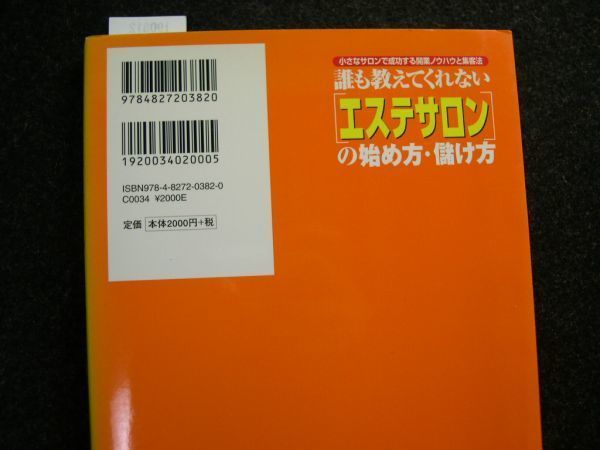 小さなサロンで成功する開業ノウハウと集客法
誰も教えてくれない
[エステサロン]
の始め方・儲け方
9784827203820
1920034020005
ISBN978-4-8272-0382-0
C0034 ¥2000E
定価 本体2000円+税